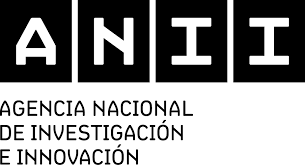 ANII
AGENCIA NACIONAL
DE INVESTIGACIÓN
E INNOVACIÓN